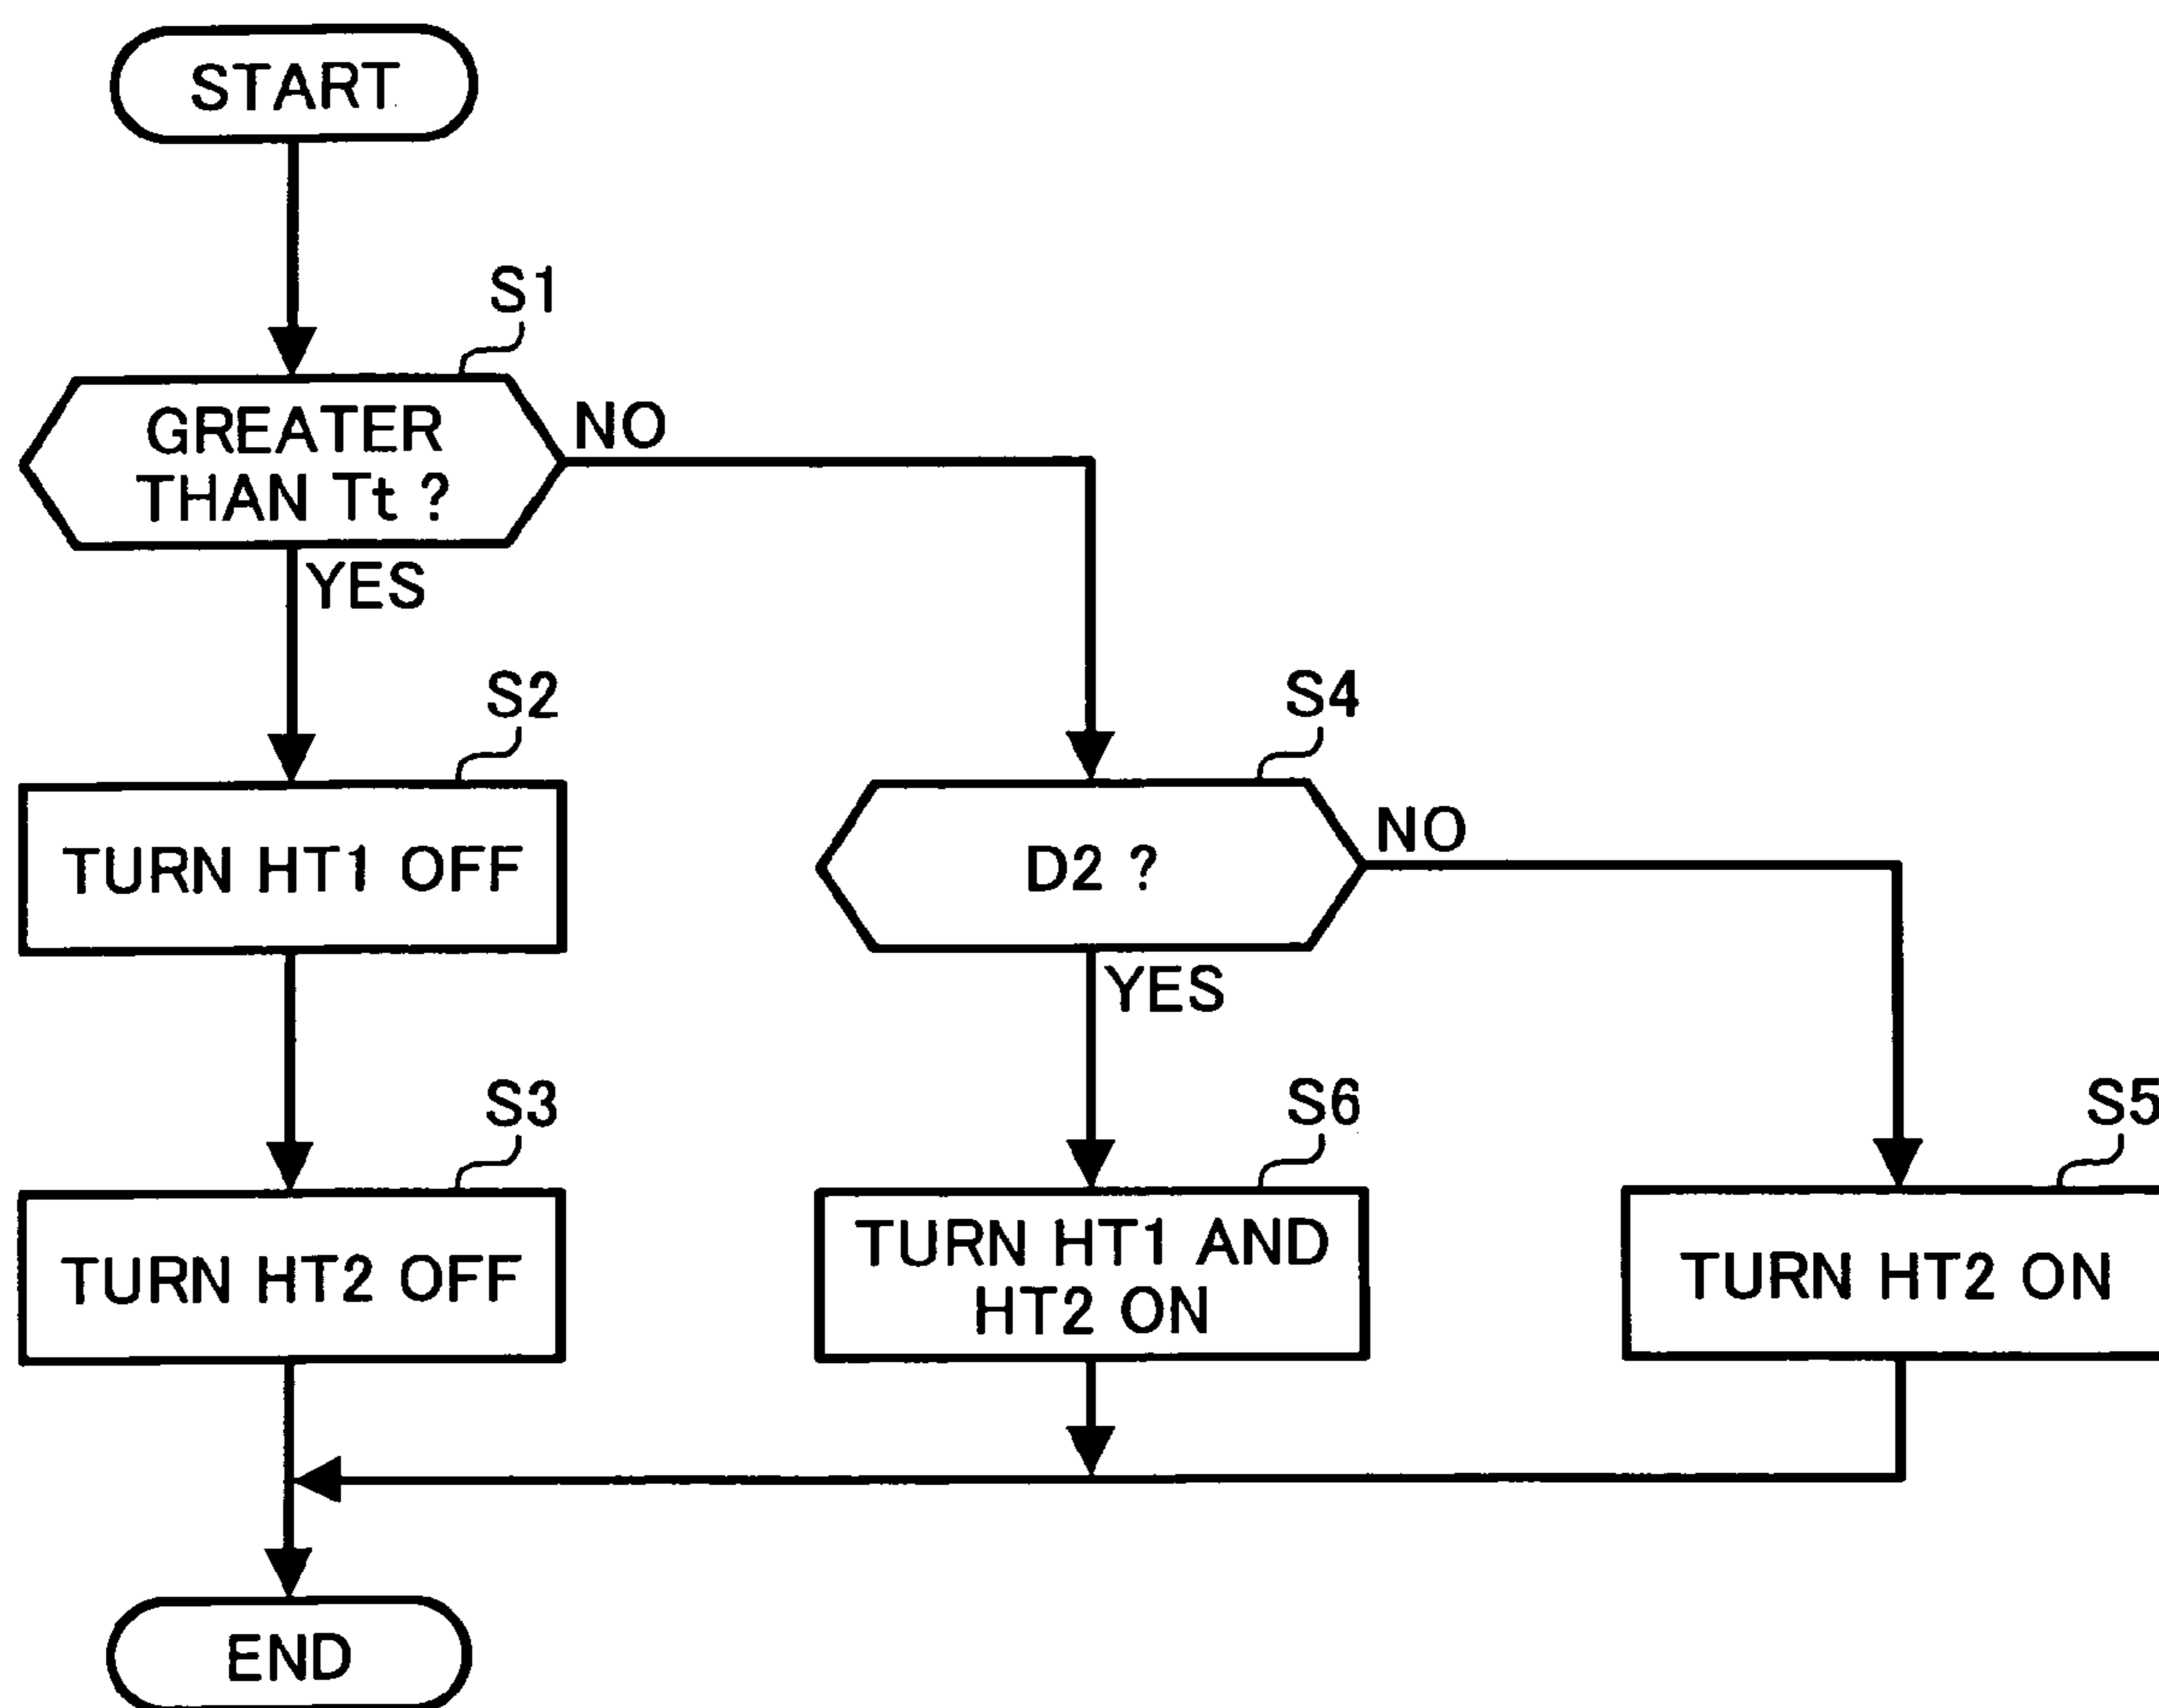 START
S1
GREATER
THAN Tt ?
NO
YES
S2
TURN HT1 OFF
S4
D2 ?
NO
YES
S3
TURN HT2 OFF
S6
TURN HT1 AND
HT2 ON
S5
TURN HT2 ON
END